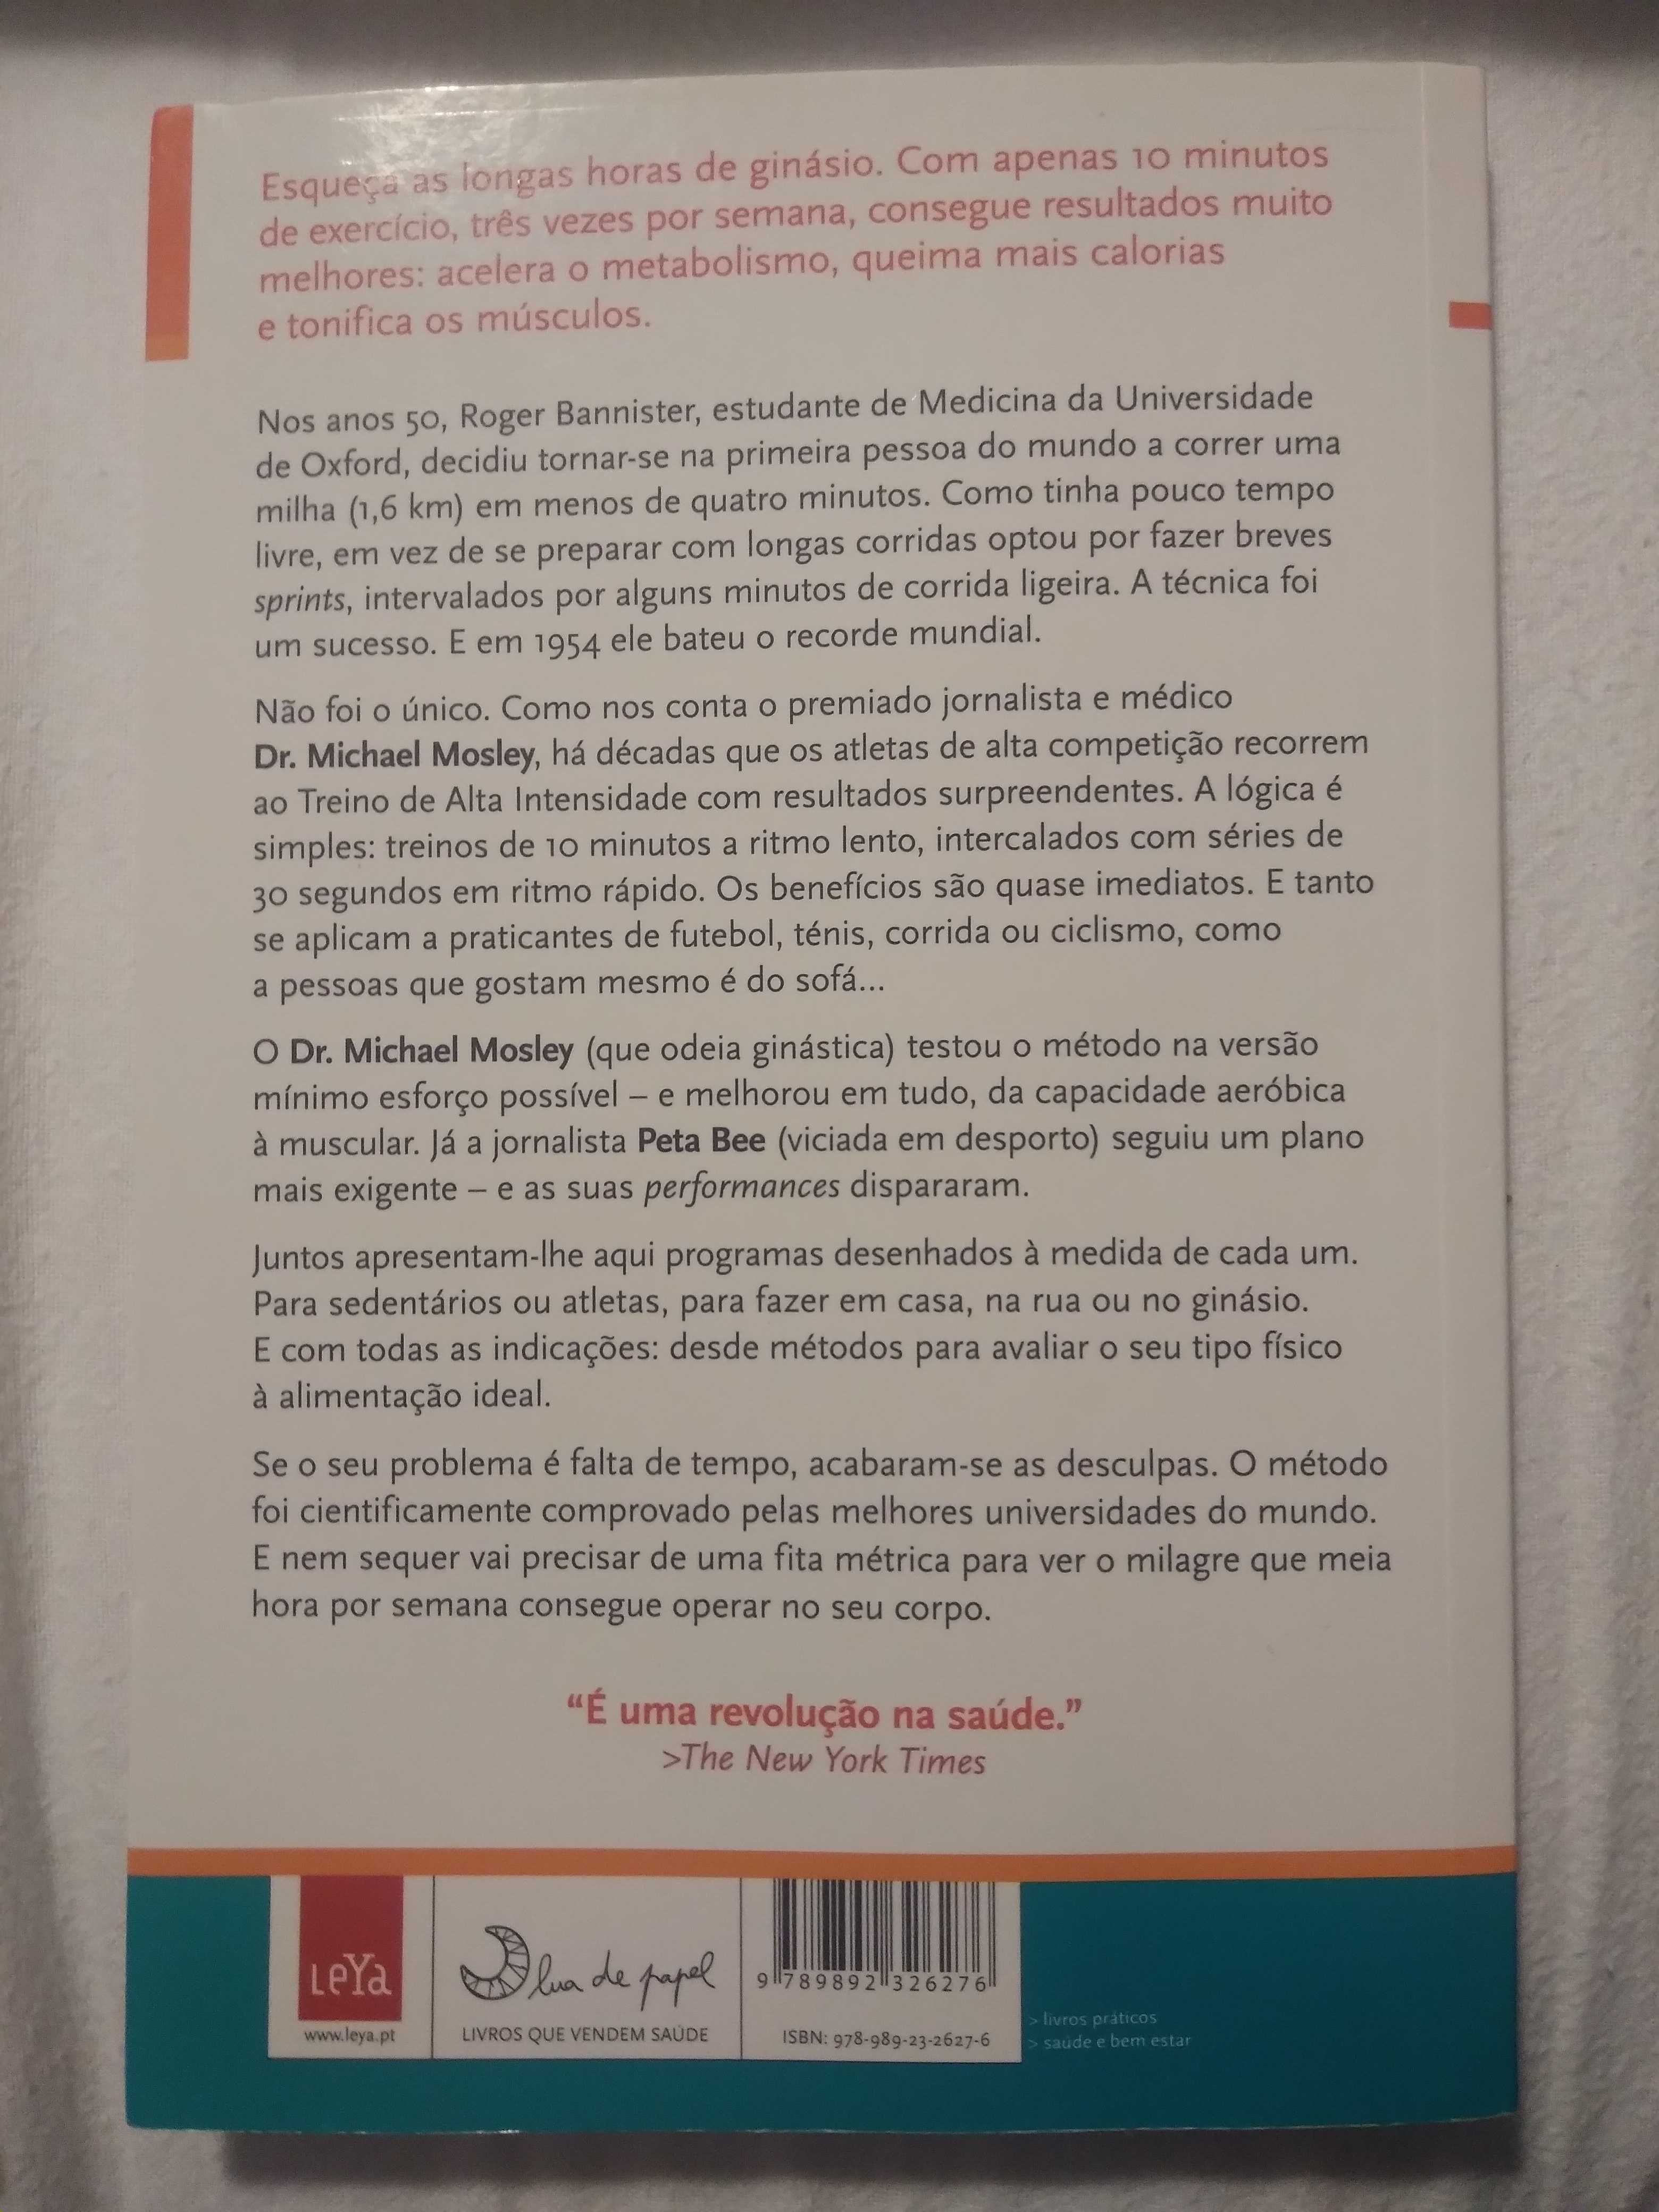 Esqueça as longas horas de ginásio. Com apenas 10 minutos
de exercício, três vezes por semana, consegue resultados muito
melhores: acelera o metabolismo, queima mais calorias
e tonifica os músculos.
Nos anos 50, Roger Bannister, estudante de Medicina da Universidade
de Oxford, decidiu tornar-se na primeira pessoa do mundo a correr uma
milha (1,6 km) em menos de quatro minutos. Como tinha pouco tempo
livre, em vez de se preparar com longas corridas optou por fazer breves
sprints, intervalados por alguns minutos de corrida ligeira. A técnica foi
um sucesso. E em 1954 ele bateu o recorde mundial.
Não foi o único. Como nos conta o premiado jornalista e médico
Dr. Michael Mosley, há décadas que os atletas de alta competição recorrem
ao Treino de Alta Intensidade com resultados surpreendentes. A lógica é
simples: treinos de 10 minutos a ritmo lento, intercalados com séries de
30 segundos em ritmo rápido. Os benefícios são quase imediatos. E tanto
se aplicam a praticantes de futebol, ténis, corrida ou ciclismo, como
a pessoas que gostam mesmo é do sofá...
O Dr. Michael Mosley (que odeia ginástica) testou o método na versão
mínimo esforço possível – e melhorou em tudo, da capacidade aeróbica
à muscular. Já a jornalista Peta Bee (viciada em desporto) seguiu um plano
mais exigente – e as suas performances dispararam.
Juntos apresentam-lhe aqui programas desenhados à medida de cada um.
Para sedentários ou atletas, para fazer em casa, na rua ou no ginásio.
E com todas as indicações: desde métodos para avaliar o seu tipo físico
à alimentação ideal.
Se o seu problema é falta de tempo, acabaram-se as desculpas. O método
foi cientificamente comprovado pelas melhores universidades do mundo.
E nem sequer vai precisar de uma fita métrica para ver o milagre que meia
hora por semana consegue operar no seu corpo.
“É uma revolução na saúde.”
>The New York Times
LeYa
www.leya.pt
lua de papel
LIVROS QUE VENDEM SAÚDE
9 789892 326276
ISBN: 978-989-23-2627-6
> livros práticos
> saúde e bem estar